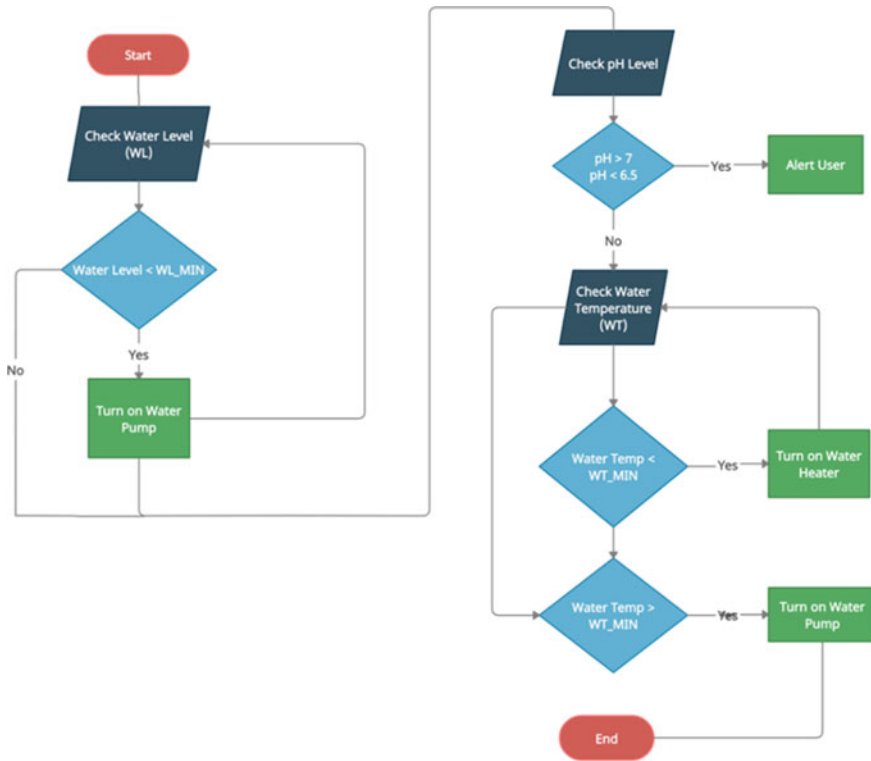 Start
Check Water Level
(WL)
Water Level < WL_MIN
No
Yes
Turn on Water
Pump
Check pH Level
pH > 7
pH < 6.5
Yes
Alert User
No
Check Water
Temperature
(WT)
Water Temp <
WT_MIN
Yes
Turn on Water
Heater
Water Temp >
WT_MIN
Yes
Turn on Water
Pump
End